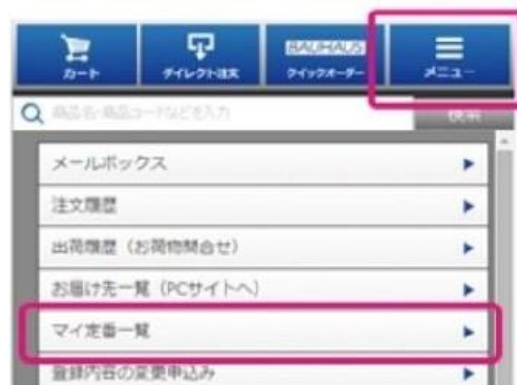 カート
ダイレクト注文
BAUHAUS
クイックオーダー
メニュー
商品名・商品コードなどを入力
検索
メールボックス
注文履歴
出荷履歴（お荷物問合せ）
お届け先一覧（PCサイトへ）
マイ定番一覧
登録内容の変更申込み